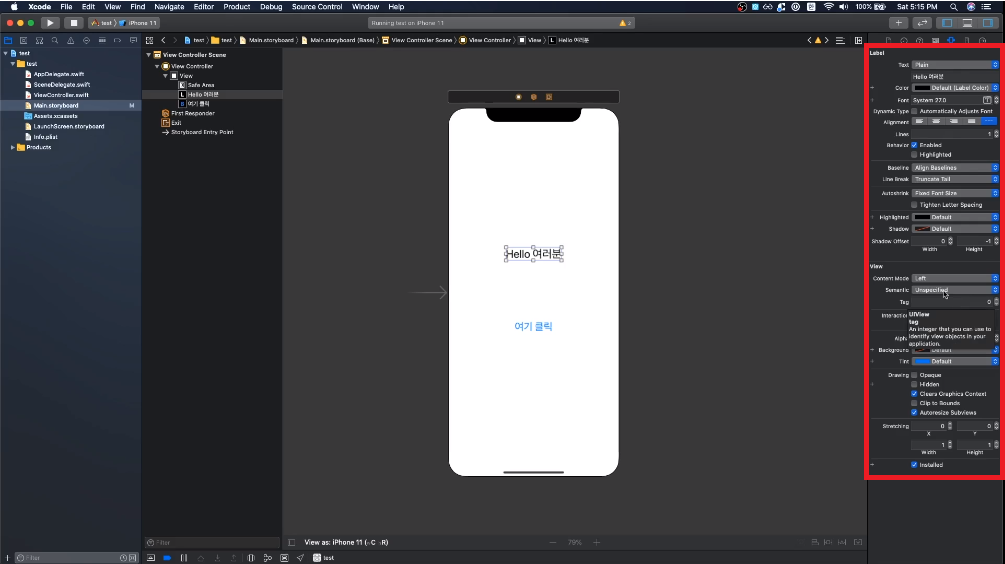 Xcode File Edit View Find Navigate Editor Product Debug Source Control Window Help
100% Sat 5:15 PM
test iPhone 11
Running test on iPhone 11
3
test test Main.storyboard Main.storyboard (Base) View Controller Scene View Controller View L Hello 여러분
test
test
AppDelegate.swift
SceneDelegate.swift
ViewController.swift
Main.storyboard M
Assets.xcassets
LaunchScreen.storyboard
Info.plist
Products
View Controller Scene
View Controller
View
Safe Area
L Hello 여러분
B 여기 클릭
First Responder
Exit
Storyboard Entry Point
Hello 여러분
여기 클릭
Label
Text Plain
Hello 여러분
Color Default (Label Color)
Font System 27.0
Dynamic Type Automatically Adjusts Font
Alignment
Lines 1
Behavior Enabled
Highlighted
Baseline Align Baselines
Line Break Truncate Tail
Autoshrink Fixed Font Size
Tighten Letter Spacing
Highlighted Default
Shadow Default
Shadow Offset 0 -1
Width Height
View
Content Mode Left
Semantic Unspecified
Tag 0
Interaction
UIView
tag
An integer that you can use to
identify view objects in your
application.
Alpha
Background Default
Tint Default
Drawing Opaque
Hidden
Clears Graphics Context
Clip to Bounds
Autoresize Subviews
Stretching 0 0
X Y
1 1
Width Height
Installed
Filter
Filter
View as: iPhone 11 (wC hR)
79%
test